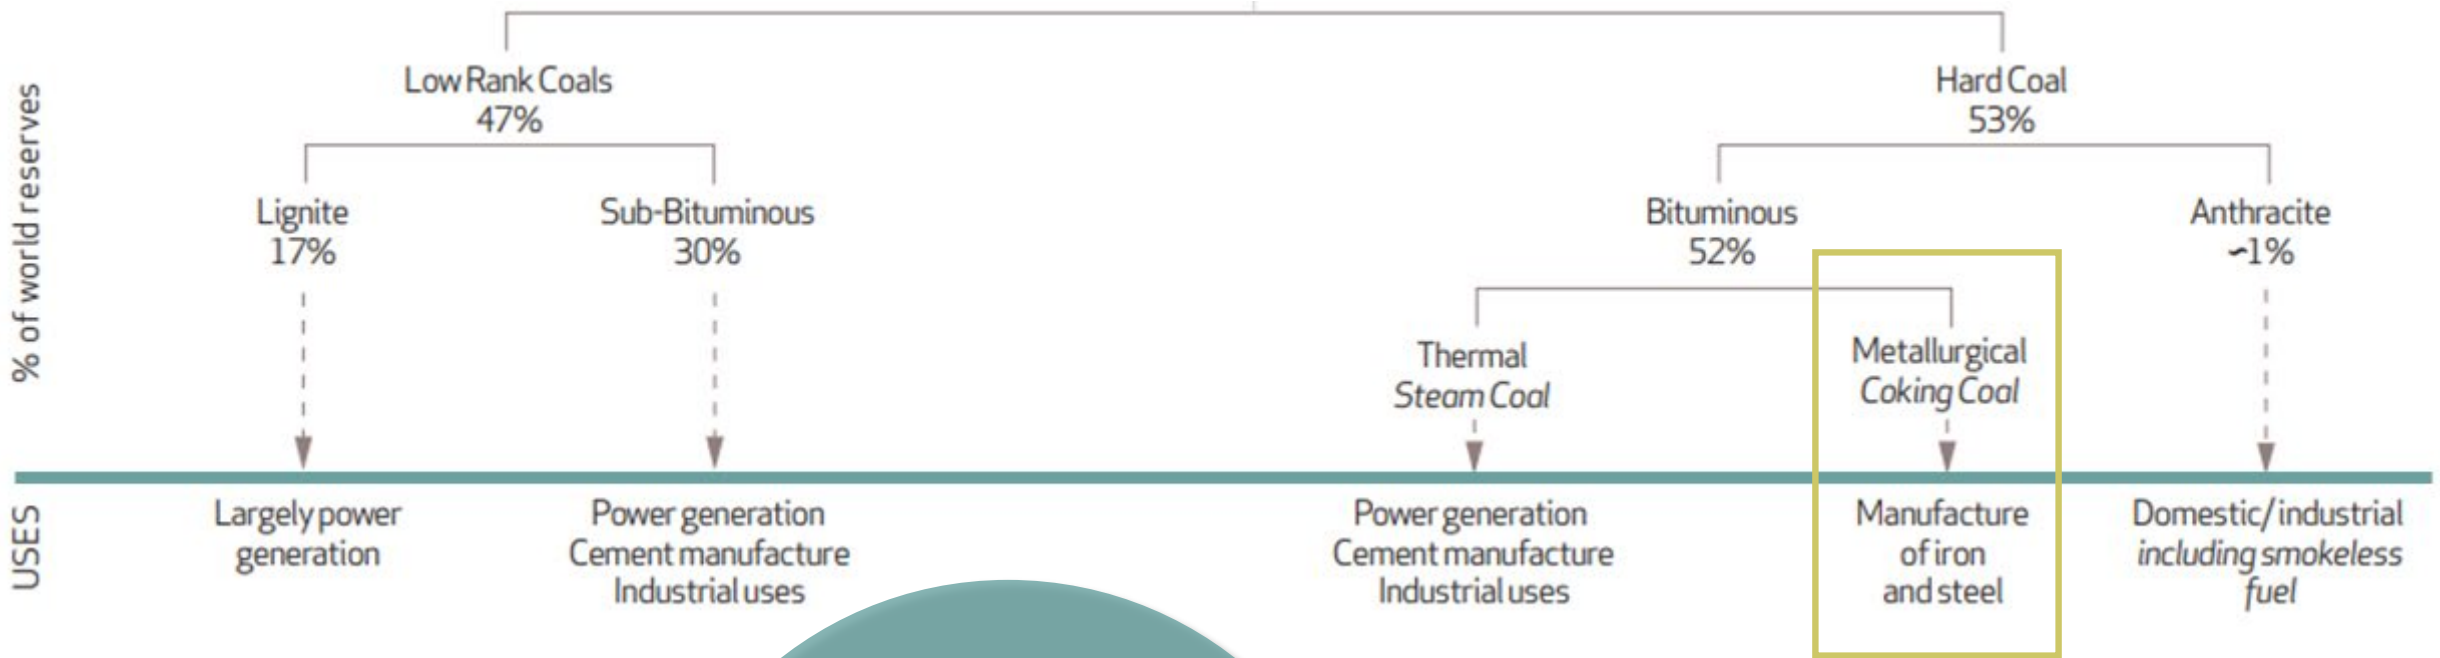 % of world reserves
Low Rank Coals
47%
Hard Coal
53%
Lignite
17%
Sub-Bituminous
30%
Bituminous
52%
Anthracite
~1%
Thermal
Steam Coal
Metallurgical
Coking Coal
USES
Largely power
generation
Power generation
Cement manufacture
Industrial uses
Power generation
Cement manufacture
Industrial uses
Manufacture
of iron
and steel
Domestic/industrial
including smokeless
fuel